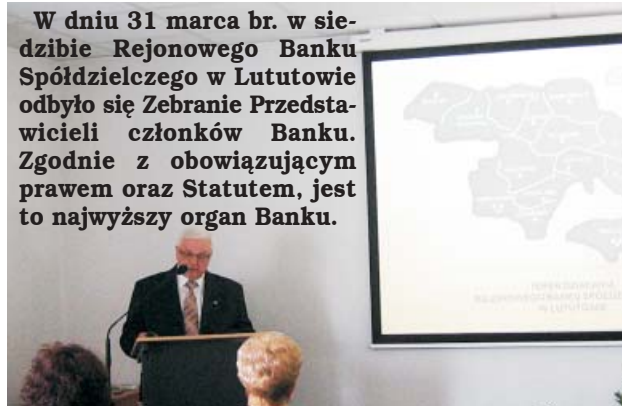 W dniu 31 marca br. w sie-
dzibie Rejonowego Banku
Spółdzielczego w Lututowie
odbyło się Zebranie Przedsta-
wicieli członków Banku.
Zgodnie z obowiązującym
prawem oraz Statutem, jest
to najwyższy organ Banku.
W LUTUTOWIE